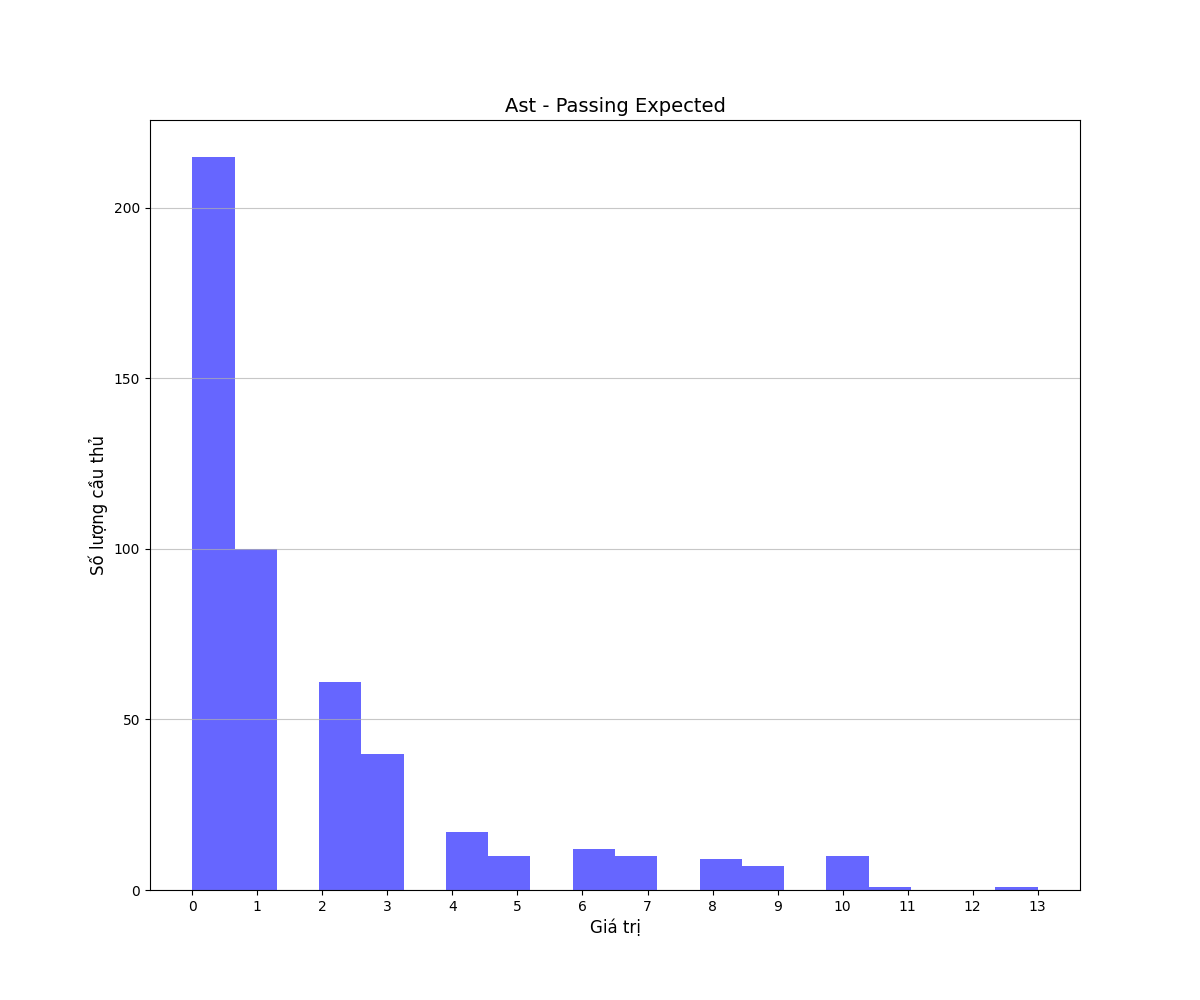 Ast - Passing Expected
Số lượng cầu thủ
200
150
100
50
0
0 1 2 3 4 5 6 7 8 9 10 11 12 13
Giá trị